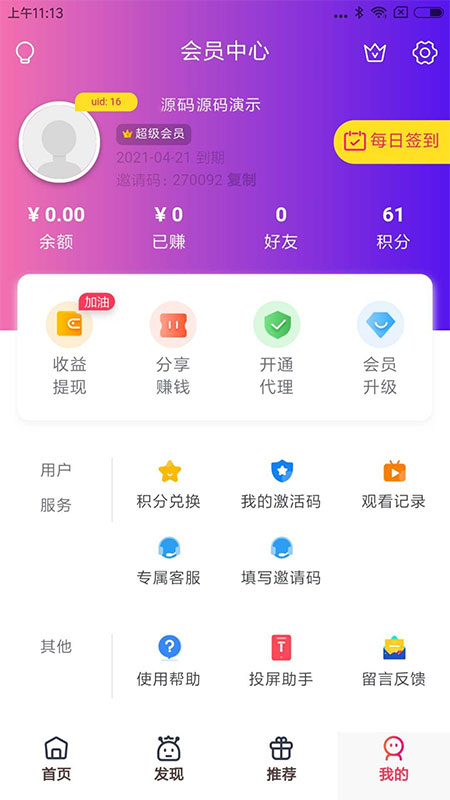 上午11:13
会员中心
uid: 16
源码源码演示
超级会员
每日签到
2021-04-21 到期
邀请码：270092 复制
¥ 0.00
¥ 0
0
61
余额
已赚
好友
积分
加油
收益
提现
分享
赚钱
开通
代理
会员
升级
用户
服务
积分兑换
我的激活码
观看记录
专属客服
填写邀请码
其他
使用帮助
投屏助手
留言反馈
首页
发现
推荐
我的